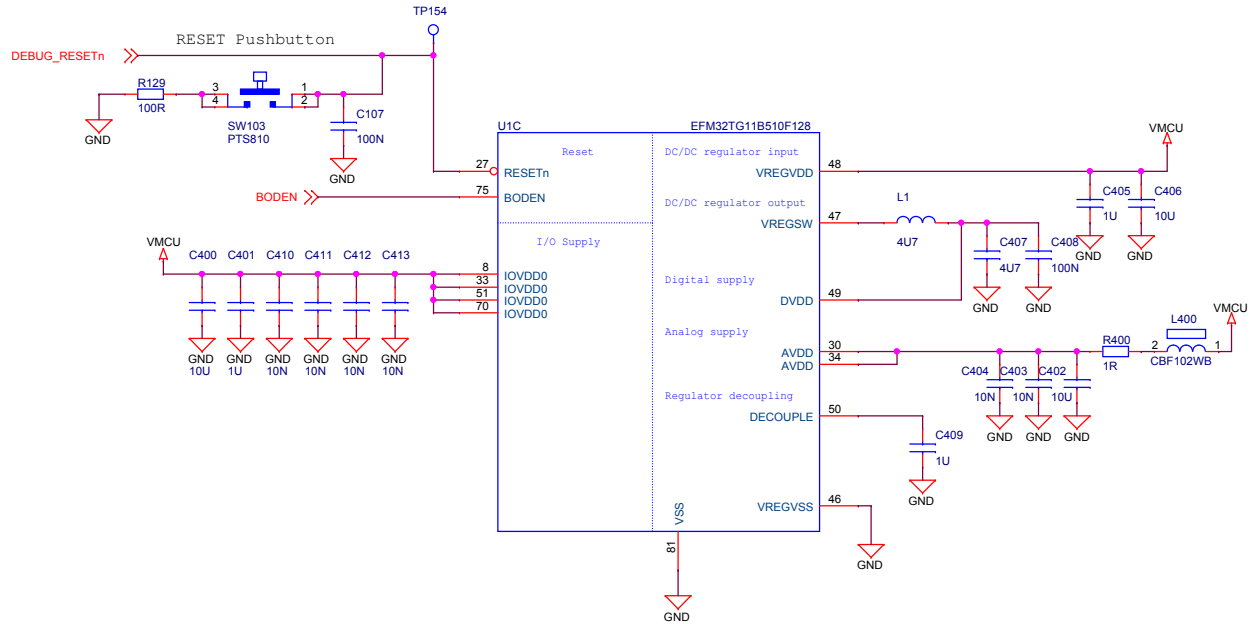 TP154
RESET Pushbutton
DEBUG_RESETn
R129
100R
3
4
1
2
SW103
PTS810
C107
100N
GND
GND
U1C
EFM32TG11B510F128
Reset
DC/DC regulator input
27
RESETn
VREGVDD
48
VMCU
75
BODEN
BODEN
C405
1U
C406
10U
GND
GND
DC/DC regulator output
VREGSW
47
L1
4U7
C407
4U7
C408
100N
GND
GND
I/O Supply
VMCU
C400
C401
C410
C411
C412
C413
8
IOVDD0
33
IOVDD0
51
IOVDD0
70
IOVDD0
GND
GND
GND
GND
GND
GND
10U
1U
10N
10N
10N
10N
Digital supply
DVDD
49
Analog supply
AVDD
30
AVDD
34
R400
1R
L400
2
1
CBF102WB
VMCU
C404
10N
C403
10N
C402
10U
GND
GND
GND
Regulator decoupling
DECOUPLE
50
C409
1U
GND
VREGVSS
46
GND
VSS
81
GND